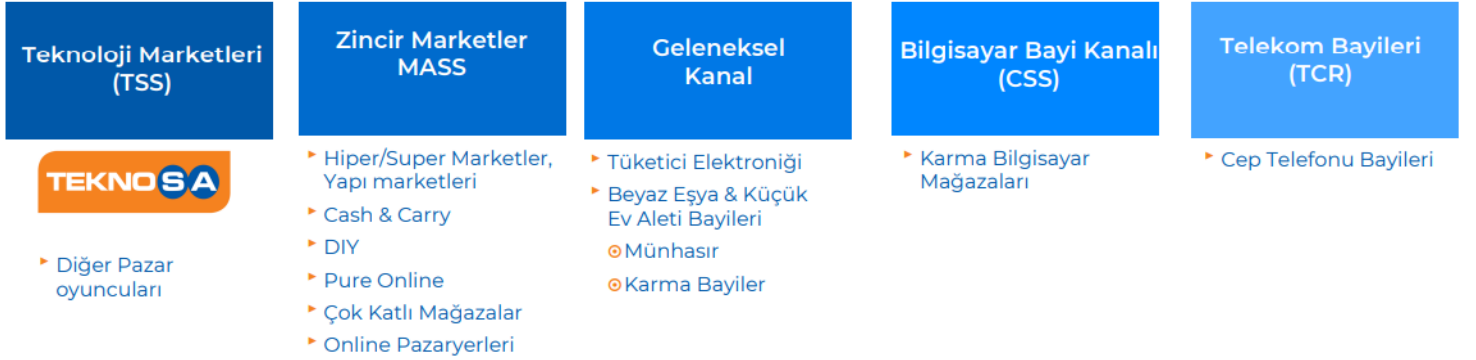 Teknoloji Marketleri
(TSS)
TEKNOSA
Diğer Pazar
oyuncuları
Zincir Marketler
MASS
Hiper/Super Marketler,
Yapı marketleri
Cash & Carry
DIY
Pure Online
Çok Katlı Mağazalar
Online Pazaryerleri
Geleneksel
Kanal
Tüketici Elektroniği
Beyaz Eşya & Küçük
Ev Aleti Bayileri
Münhasır
Karma Bayiler
Bilgisayar Bayi Kanalı
(CSS)
Karma Bilgisayar
Mağazaları
Telekom Bayileri
(TCR)
Cep Telefonu Bayileri